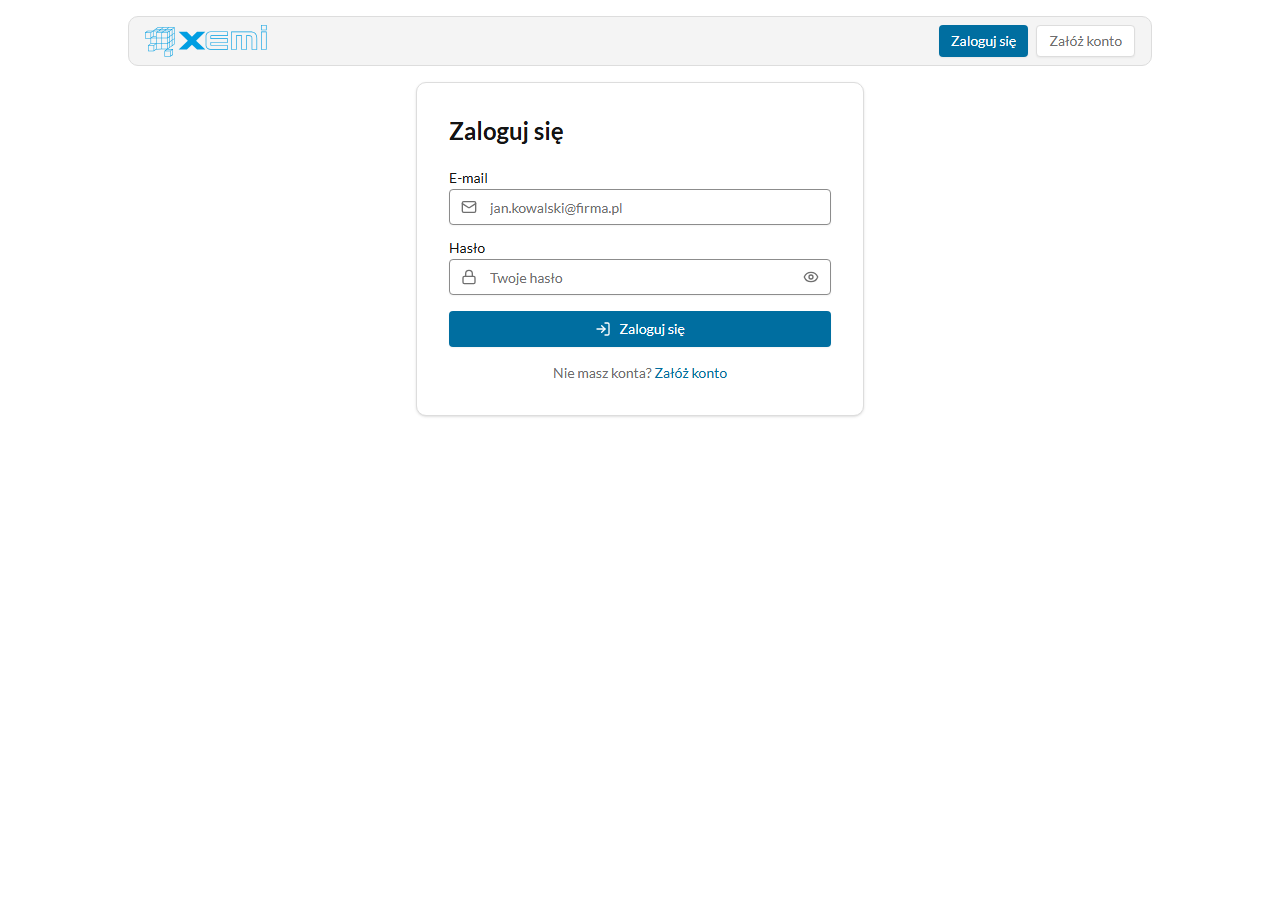 xemi
Zaloguj się
Załóż konto
Zaloguj się
E-mail
jan.kowalski@firma.pl
Hasło
Twoje hasło
Zaloguj się
Nie masz konta? Załóż konto